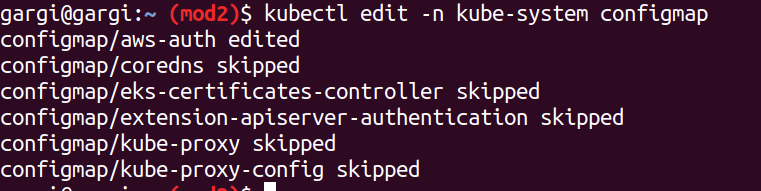 gargi@gargi:~ (mod2)$ kubectl edit -n kube-system configmap
configmap/aws-auth edited
configmap/coredns skipped
configmap/eks-certificates-controller skipped
configmap/extension-apiserver-authentication skipped
configmap/kube-proxy skipped
configmap/kube-proxy-config skipped
gargi@gargi:~ (mod2)$